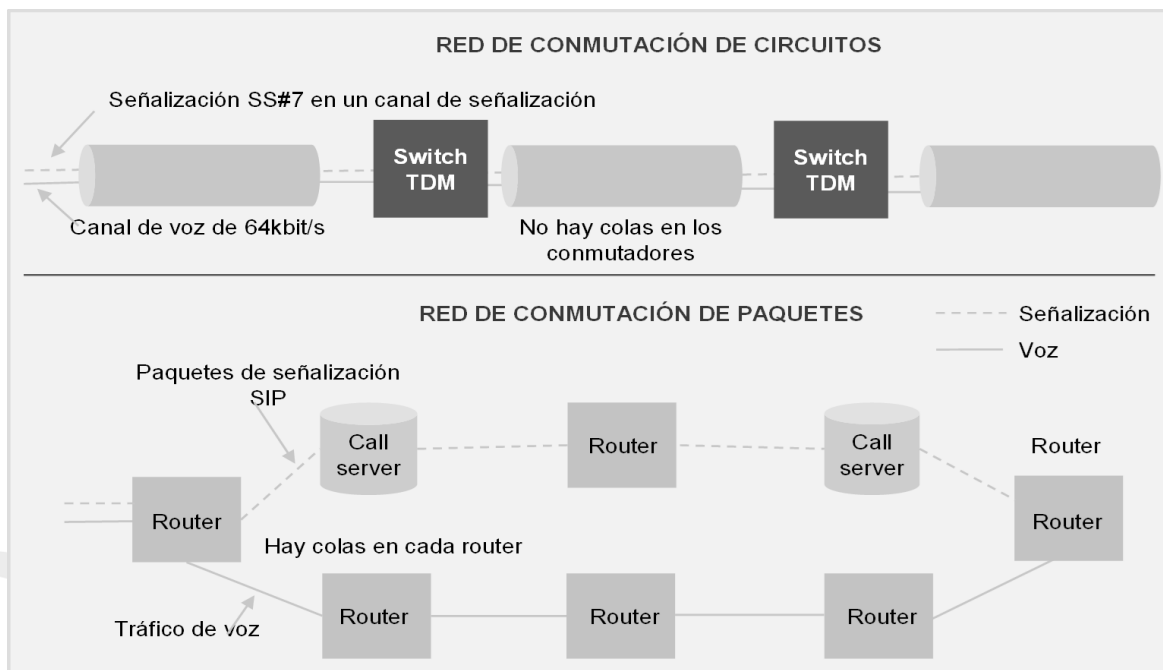 RED DE CONMUTACIÓN DE CIRCUITOS
Señalización SS#7 en un canal de señalización
Switch
TDM
Switch
TDM
Canal de voz de 64kbit/s
No hay colas en los
conmutadores
RED DE CONMUTACIÓN DE PAQUETES
Señalización
Voz
Paquetes de señalización
SIP
Call
server
Router
Call
server
Router
Router
Router
Hay colas en cada router
Router
Router
Router
Tráfico de voz